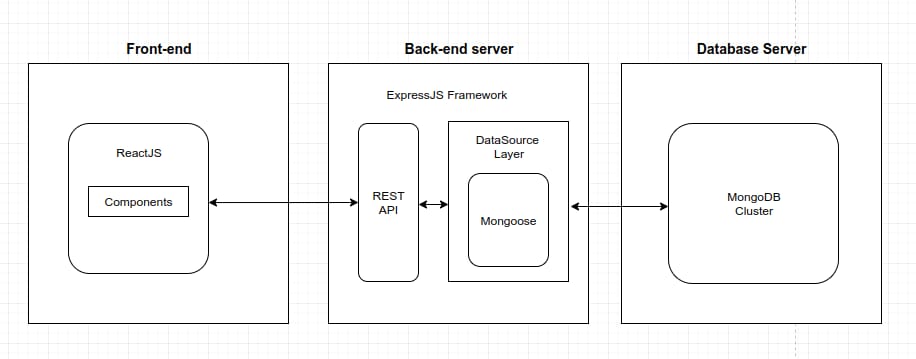 Front-end
Back-end server
Database Server
ExpressJS Framework
ReactJS
Components
REST
API
DataSource
Layer
Mongoose
MongoDB
Cluster